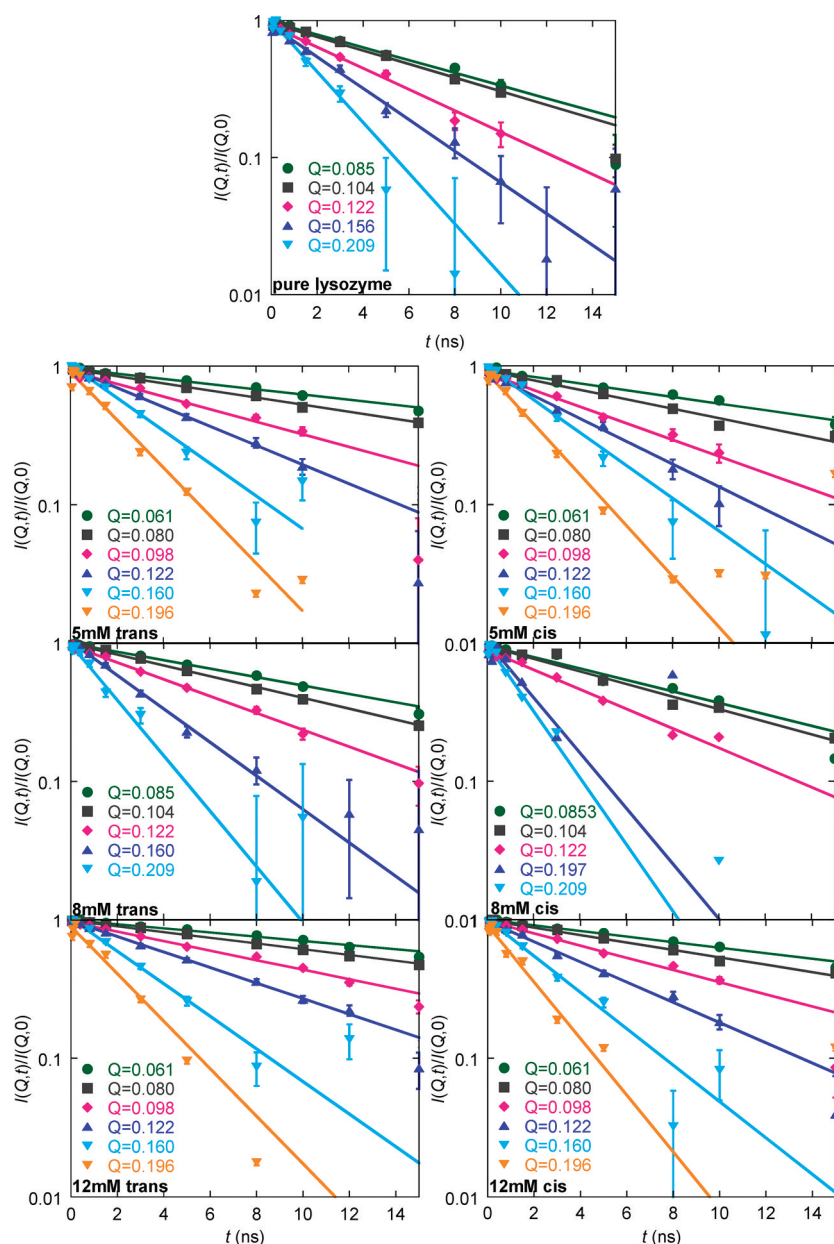 1
I(Q,t)/I(Q,0)
0.1
Q=0.085
Q=0.104
Q=0.122
Q=0.156
Q=0.209
pure lysozyme
0.01
0 2 4 6 8 10 12 14
t (ns)
1
I(Q,t)/I(Q,0)
0.1
Q=0.061
Q=0.080
Q=0.098
Q=0.122
Q=0.160
Q=0.196
5mM trans
1
I(Q,t)/I(Q,0)
0.1
Q=0.061
Q=0.080
Q=0.098
Q=0.122
Q=0.160
Q=0.196
5mM cis
0.01
1
I(Q,t)/I(Q,0)
0.1
Q=0.085
Q=0.104
Q=0.122
Q=0.160
Q=0.209
8mM trans
I(Q,t)/I(Q,0)
0.1
Q=0.0853
Q=0.104
Q=0.122
Q=0.197
Q=0.209
8mM cis
0.01
1
I(Q,t)/I(Q,0)
0.1
Q=0.061
Q=0.080
Q=0.098
Q=0.122
Q=0.160
Q=0.196
12mM trans
0.01
0 2 4 6 8 10 12 14
t (ns)
I(Q,t)/I(Q,0)
0.1
Q=0.061
Q=0.080
Q=0.098
Q=0.122
Q=0.160
Q=0.196
12mM cis
0.01
0 2 4 6 8 10 12 14
t (ns)